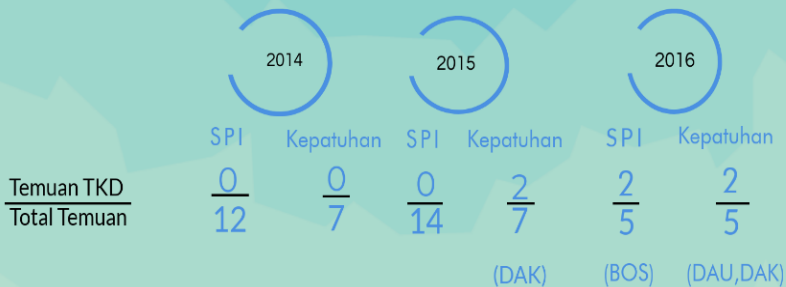 2014 2015 2016
SPI Kepatuhan SPI Kepatuhan SPI Kepatuhan
Temuan TKD 0 0 0 2 2 2
Total Temuan 12 7 14 7 5 5
(DAK) (BOS) (DAU,DAK)